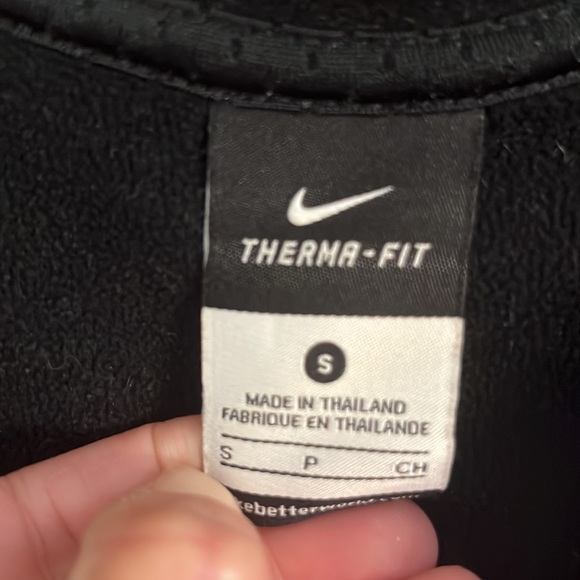 THERMA-FIT
S
MADE IN THAILAND
FABRIQUE EN THAILANDE
S P CH